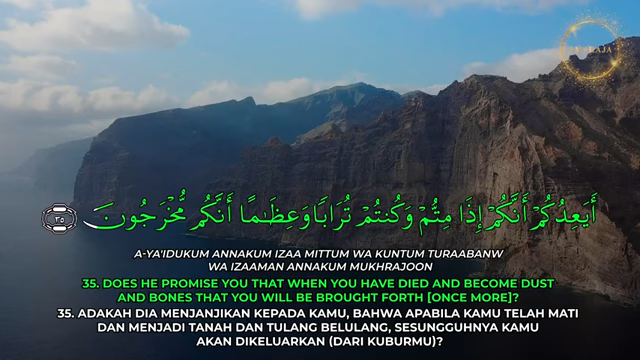 أَيَعِدُكُمْ أَنَّكُمْ إِذَا مِتُّمْ وَكُنتُمْ تُرَابًا وَعِظَـٰمًا أَنَّكُم مُّخْرَجُونَ ٣٥
A-YA'IDUKUM ANNAKUM IZAA MITTUM WA KUNTUM TURAABANW
WA IZAAMAN ANNAKUM MUKHRAJOON
35. DOES HE PROMISE YOU THAT WHEN YOU HAVE DIED AND BECOME DUST
AND BONES THAT YOU WILL BE BROUGHT FORTH [ONCE MORE]?
35. ADAKAH DIA MENJANJIKAN KEPADA KAMU, BAHWA APABILA KAMU TELAH MATI
DAN MENJADI TANAH DAN TULANG BELULANG, SESUNGGUHNYA KAMU
AKAN DIKELUARKAN (DARI KUBURMU)?